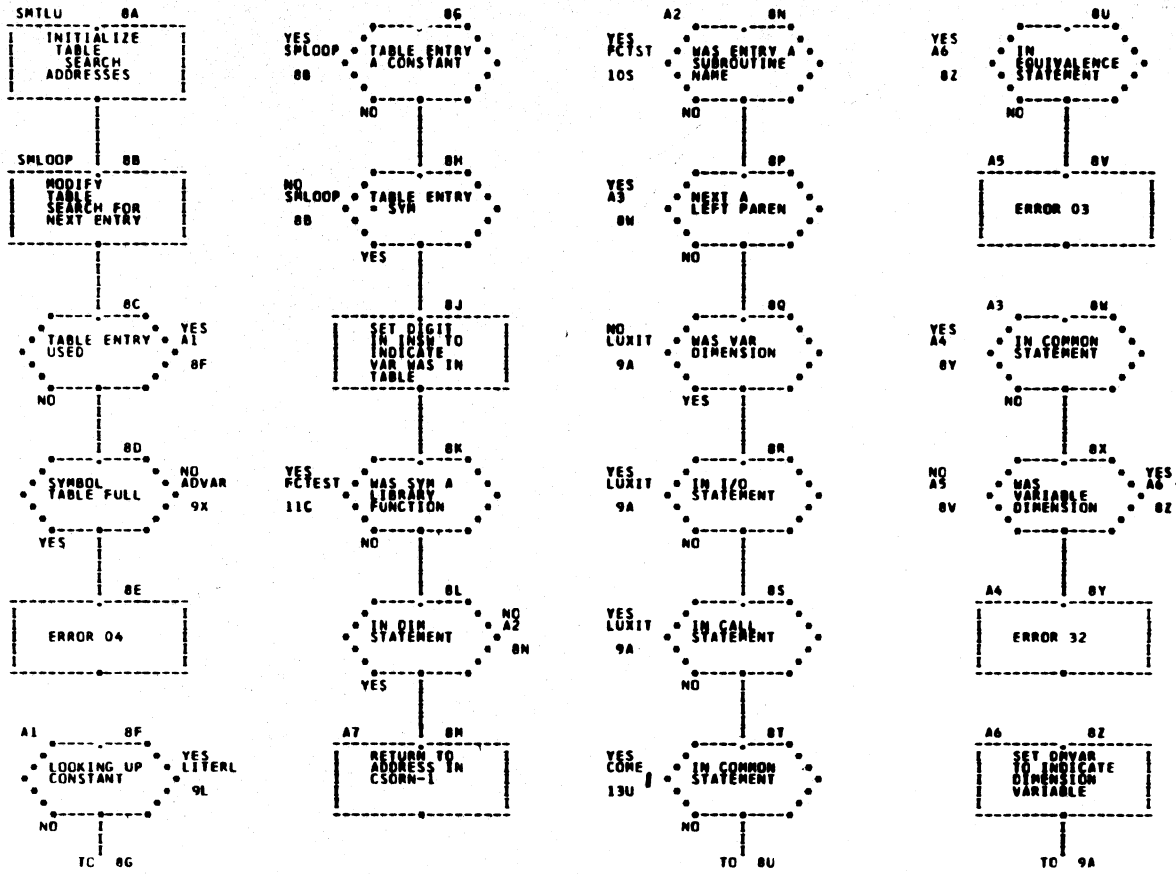 SMTLU 8A
INITIALIZE
TABLE
SEARCH
ADDRESSES
SMLOOP 8B
MODIFY
TABLE
SEARCH FOR
NEXT ENTRY
8C
TABLE ENTRY
USED
YES
A1
8F
NO
8D
SYMBOL
TABLE FULL
NO
ADVAR
9X
YES
8E
ERROR 04
A1 8F
LOOKING UP
CONSTANT
YES
LITERL
9L
NO
TC 8G
8G
YES
SMLOOP
8B
TABLE ENTRY
A CONSTANT
NO
8H
NO
SMLOOP
8B
TABLE ENTRY
= SYM
YES
8J
SET DIGIT
IN INSW TO
INDICATE
VAR WAS IN
TABLE
8K
YES
FCTEST
11C
WAS SYM A
LIBRARY
FUNCTION
NO
8L
IN DIM
STATEMENT
NO
A2
8N
YES
A7 8M
RETURN TO
ADDRESS IN
CSDRN-1
A2 8N
YES
FCTST
10S
WAS ENTRY A
SUBROUTINE
NAME
NO
8P
YES
A3
8W
NEXT A
LEFT PAREN
NO
8Q
NO
LUXIT
9A
WAS VAR
DIMENSION
YES
8R
YES
LUXIT
9A
IN I/O
STATEMENT
NO
8S
YES
LUXIT
9A
IN CALL
STATEMENT
NO
8T
YES
COME
13U
IN COMMON
STATEMENT
NO
TO 8U
8U
YES
A6
8Z
IN
EQUIVALENCE
STATEMENT
NO
A5 8V
ERROR 03
A3 8W
YES
A4
8Y
IN COMMON
STATEMENT
NO
8X
NO
A5
8V
WAS
VARIABLE
DIMENSION
YES
A6
8Z
A4 8Y
ERROR 32
A6 8Z
SET DMVAR
TO INDICATE
DIMENSION
VARIABLE
TO 9A